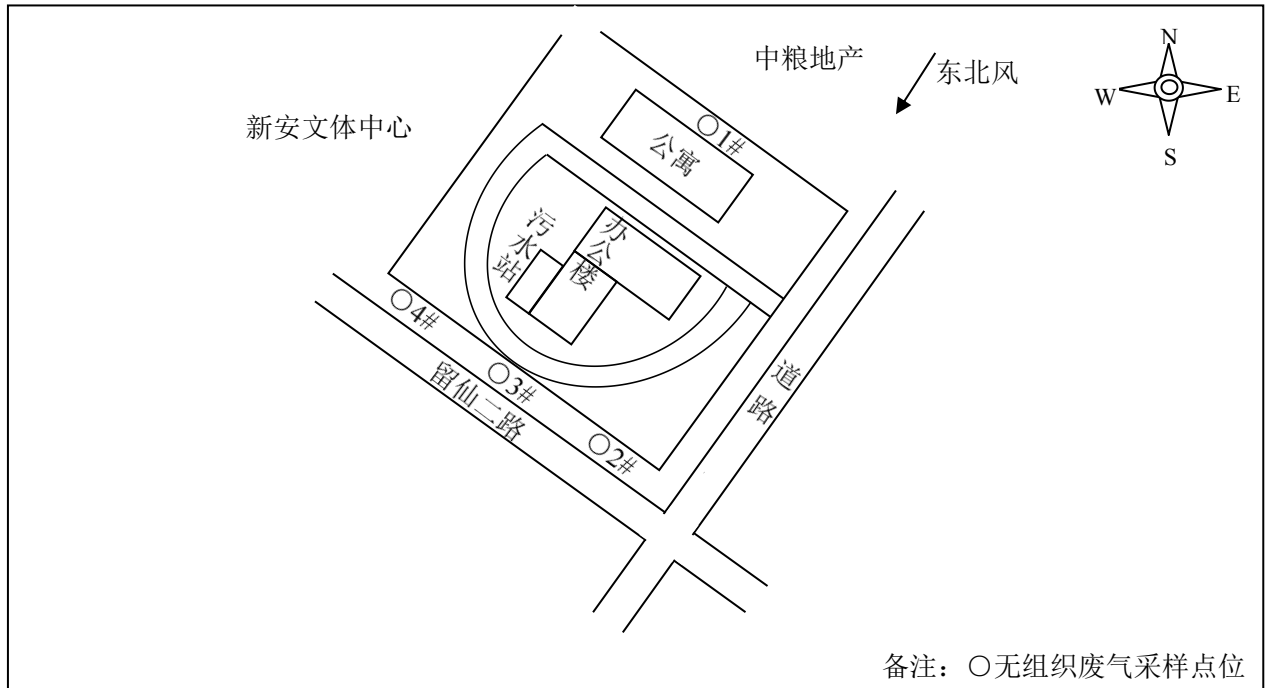 中粮地产
东北风
N
W
E
S
新安文体中心
○1#
公寓
办公楼
污水站
○4#
○3#
○2#
留仙二路
道路
备注：○无组织废气采样点位